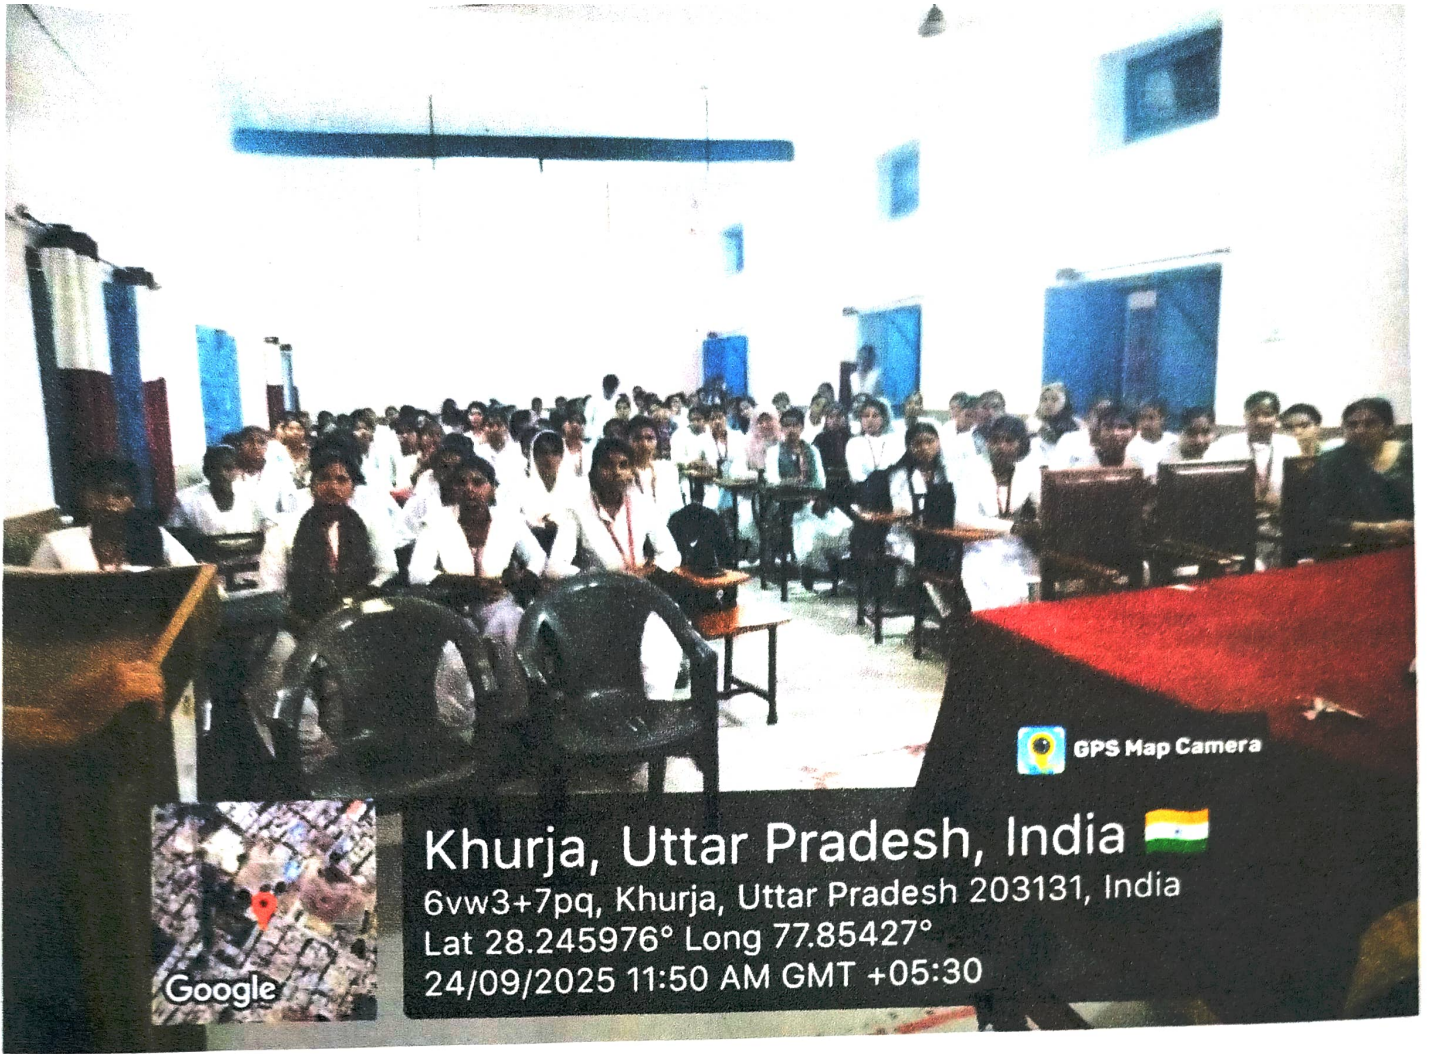 GPS Map Camera
Khurja, Uttar Pradesh, India
6vw3+7pq, Khurja, Uttar Pradesh 203131, India
Lat 28.245976° Long 77.85427°
24/09/2025 11:50 AM GMT +05:30
Google